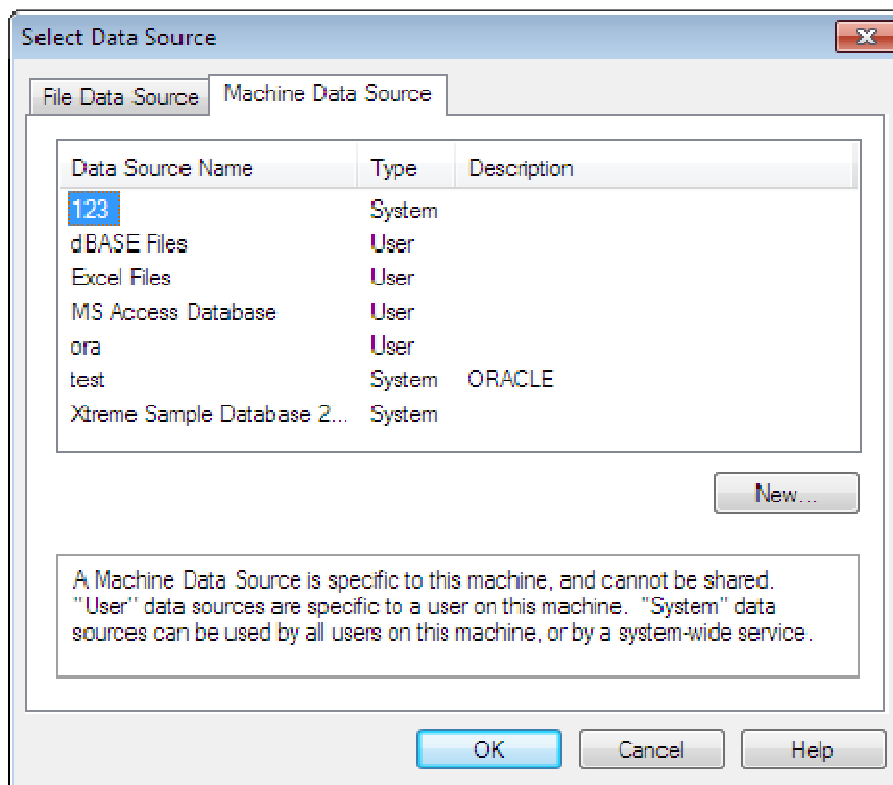 Select Data Source
File Data Source Machine Data Source
Data Source Name Type Description
123 System
dBASE Files User
Excel Files User
MS Access Database User
ora User
test System ORACLE
Xtreme Sample Database 2... System
New...
A Machine Data Source is specific to this machine, and cannot be shared.
"User" data sources are specific to a user on this machine. "System" data
sources can be used by all users on this machine, or by a system-wide service.
OK Cancel Help